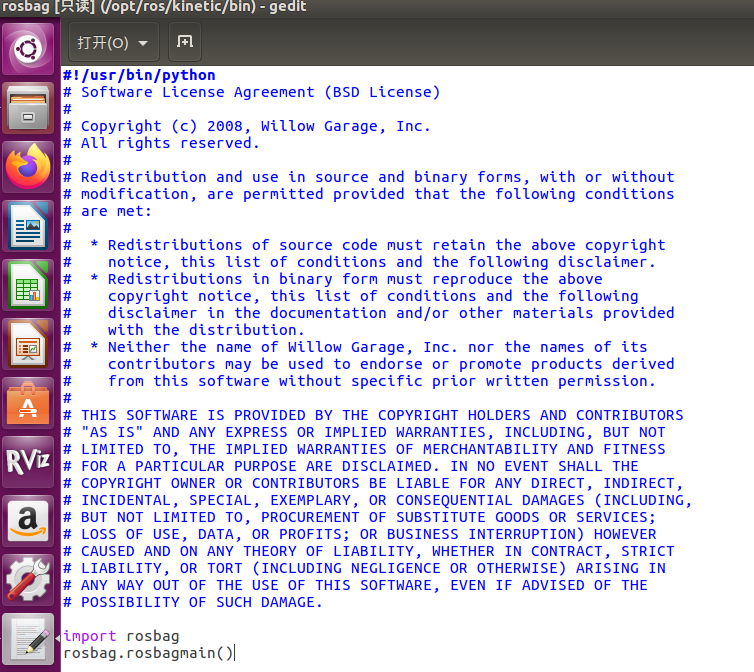 rosbag [只读] (/opt/ros/kinetic/bin) - gedit
打开(O)
#!/usr/bin/python
# Software License Agreement (BSD License)
#
# Copyright (c) 2008, Willow Garage, Inc.
# All rights reserved.
#
# Redistribution and use in source and binary forms, with or without
# modification, are permitted provided that the following conditions
# are met:
#
#  * Redistributions of source code must retain the above copyright
#    notice, this list of conditions and the following disclaimer.
#  * Redistributions in binary form must reproduce the above
#    copyright notice, this list of conditions and the following
#    disclaimer in the documentation and/or other materials provided
#    with the distribution.
#  * Neither the name of Willow Garage, Inc. nor the names of its
#    contributors may be used to endorse or promote products derived
#    from this software without specific prior written permission.
#
# THIS SOFTWARE IS PROVIDED BY THE COPYRIGHT HOLDERS AND CONTRIBUTORS
# "AS IS" AND ANY EXPRESS OR IMPLIED WARRANTIES, INCLUDING, BUT NOT
# LIMITED TO, THE IMPLIED WARRANTIES OF MERCHANTABILITY AND FITNESS
# FOR A PARTICULAR PURPOSE ARE DISCLAIMED. IN NO EVENT SHALL THE
# COPYRIGHT OWNER OR CONTRIBUTORS BE LIABLE FOR ANY DIRECT, INDIRECT,
# INCIDENTAL, SPECIAL, EXEMPLARY, OR CONSEQUENTIAL DAMAGES (INCLUDING,
# BUT NOT LIMITED TO, PROCUREMENT OF SUBSTITUTE GOODS OR SERVICES;
# LOSS OF USE, DATA, OR PROFITS; OR BUSINESS INTERRUPTION) HOWEVER
# CAUSED AND ON ANY THEORY OF LIABILITY, WHETHER IN CONTRACT, STRICT
# LIABILITY, OR TORT (INCLUDING NEGLIGENCE OR OTHERWISE) ARISING IN
# ANY WAY OUT OF THE USE OF THIS SOFTWARE, EVEN IF ADVISED OF THE
# POSSIBILITY OF SUCH DAMAGE.
import rosbag
rosbag.rosbagmain()
RViz
a